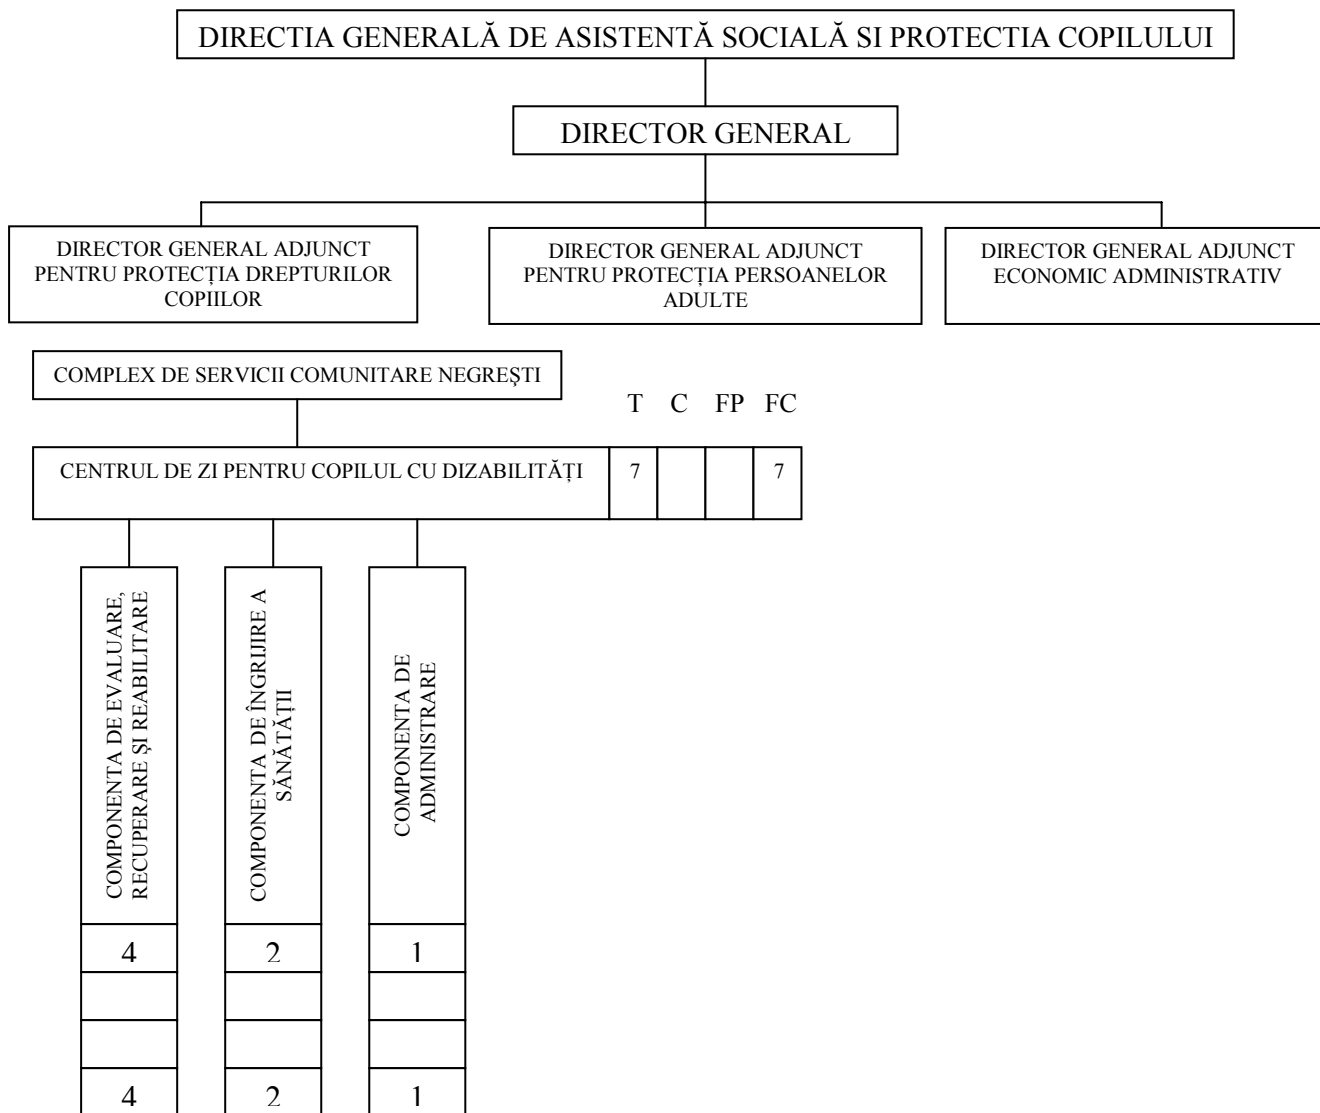 DIRECTIA GENERALĂ DE ASISTENTĂ SOCIALĂ SI PROTECTIA COPILULUI
DIRECTOR GENERAL
DIRECTOR GENERAL ADJUNCT
PENTRU PROTECȚIA DREPTURILOR
COPIILOR
DIRECTOR GENERAL ADJUNCT
PENTRU PROTECȚIA PERSOANELOR
ADULTE
DIRECTOR GENERAL ADJUNCT
ECONOMIC ADMINISTRATIV
COMPLEX DE SERVICII COMUNITARE NEGREŞTI
T C FP FC
CENTRUL DE ZI PENTRU COPILUL CU DIZABILITĂȚI 7 7
COMPONENTA DE EVALUARE,
RECUPERARE ŞI REABILITARE
COMPONENTA DE ÎNGRIJIRE A
SĂNĂTĂȚII
COMPONENTA DE
ADMINISTRARE
4 2 1
4 2 1